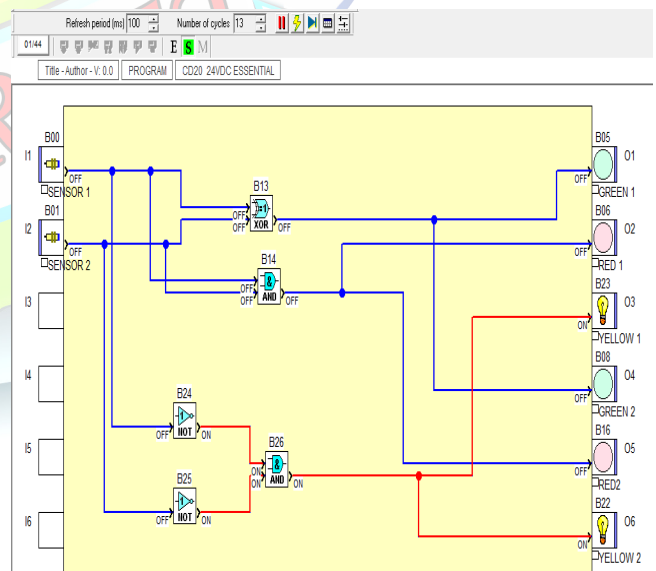 Refresh period (ms) 100 Number of cycles 13
01/44 E S M
Title - Author - V: 0.0 PROGRAM CD20 24VDC ESSENTIAL
B00 B05
I1 O1
OFF OFF
SENSOR 1 GREEN 1
B01 B06
I2 O2
OFF OFF
SENSOR 2 RED 1
B13
=1
XOR
OFF
OFF OFF
B14
&
AND
OFF
OFF OFF
B23
I3 O3
ON
YELLOW 1
B08
I4 O4
OFF
GREEN 2
B24
1
NOT
OFF ON
B16
I5 O5
OFF
RED2
B26
&
AND
ON
ON ON
B25
1
NOT
OFF ON
B22
I6 O6
ON
YELLOW 2